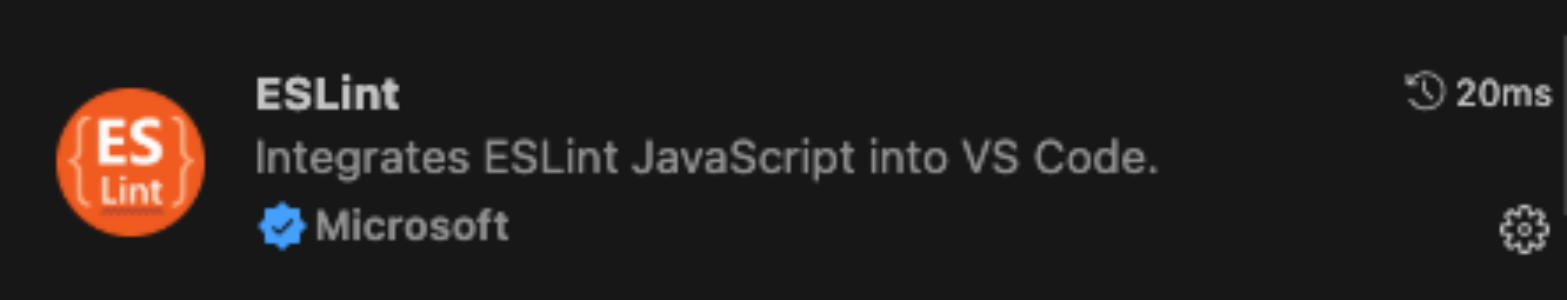 {ES}
Lint
ESLint
20ms
Integrates ESLint JavaScript into VS Code.
Microsoft